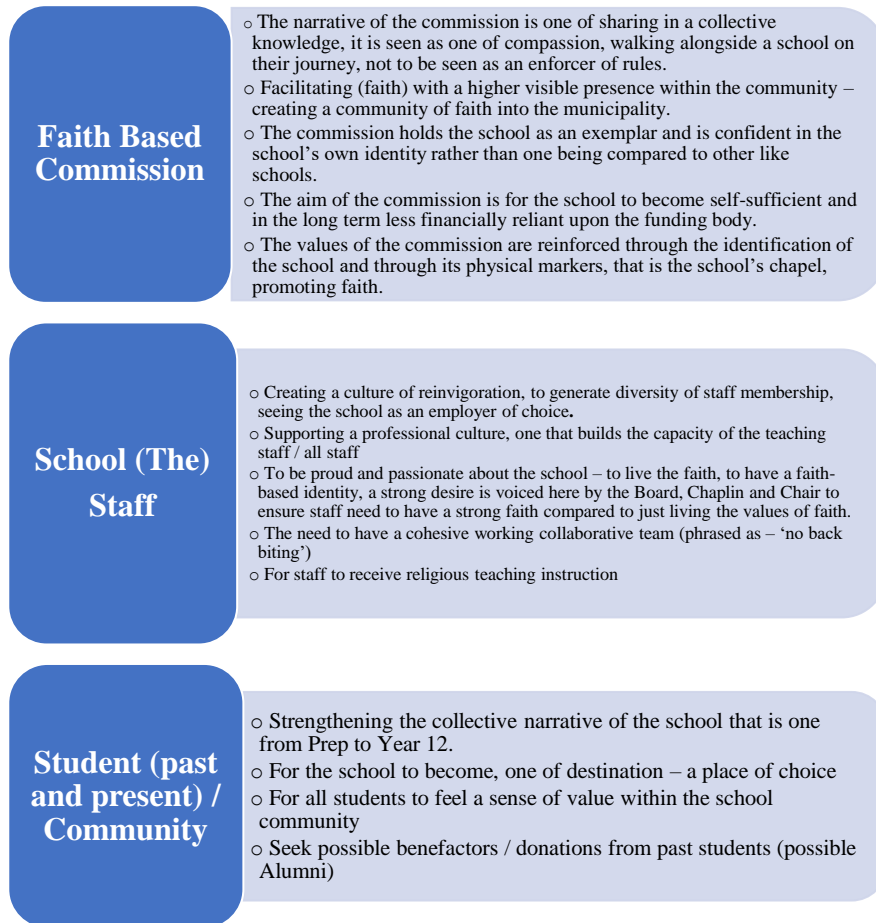 Faith Based
Commission
o The narrative of the commission is one of sharing in a collective
knowledge, it is seen as one of compassion, walking alongside a school on
their journey, not to be seen as an enforcer of rules.
o Facilitating (faith) with a higher visible presence within the community –
creating a community of faith into the municipality.
o The commission holds the school as an exemplar and is confident in the
school's own identity rather than one being compared to other like
schools.
o The aim of the commission is for the school to become self-sufficient and
in the long term less financially reliant upon the funding body.
o The values of the commission are reinforced through the identification of
the school and through its physical markers, that is the school's chapel,
promoting faith.
School (The)
Staff
o Creating a culture of reinvigoration, to generate diversity of staff membership,
seeing the school as an employer of choice.
o Supporting a professional culture, one that builds the capacity of the teaching
staff / all staff
o To be proud and passionate about the school – to live the faith, to have a faith-
based identity, a strong desire is voiced here by the Board, Chaplin and Chair to
ensure staff need to have a strong faith compared to just living the values of faith.
o The need to have a cohesive working collaborative team (phrased as – 'no back
biting')
o For staff to receive religious teaching instruction
Student (past
and present) /
Community
o Strengthening the collective narrative of the school that is one
from Prep to Year 12.
o For the school to become, one of destination – a place of choice
o For all students to feel a sense of value within the school
community
o Seek possible benefactors / donations from past students (possible
Alumni)